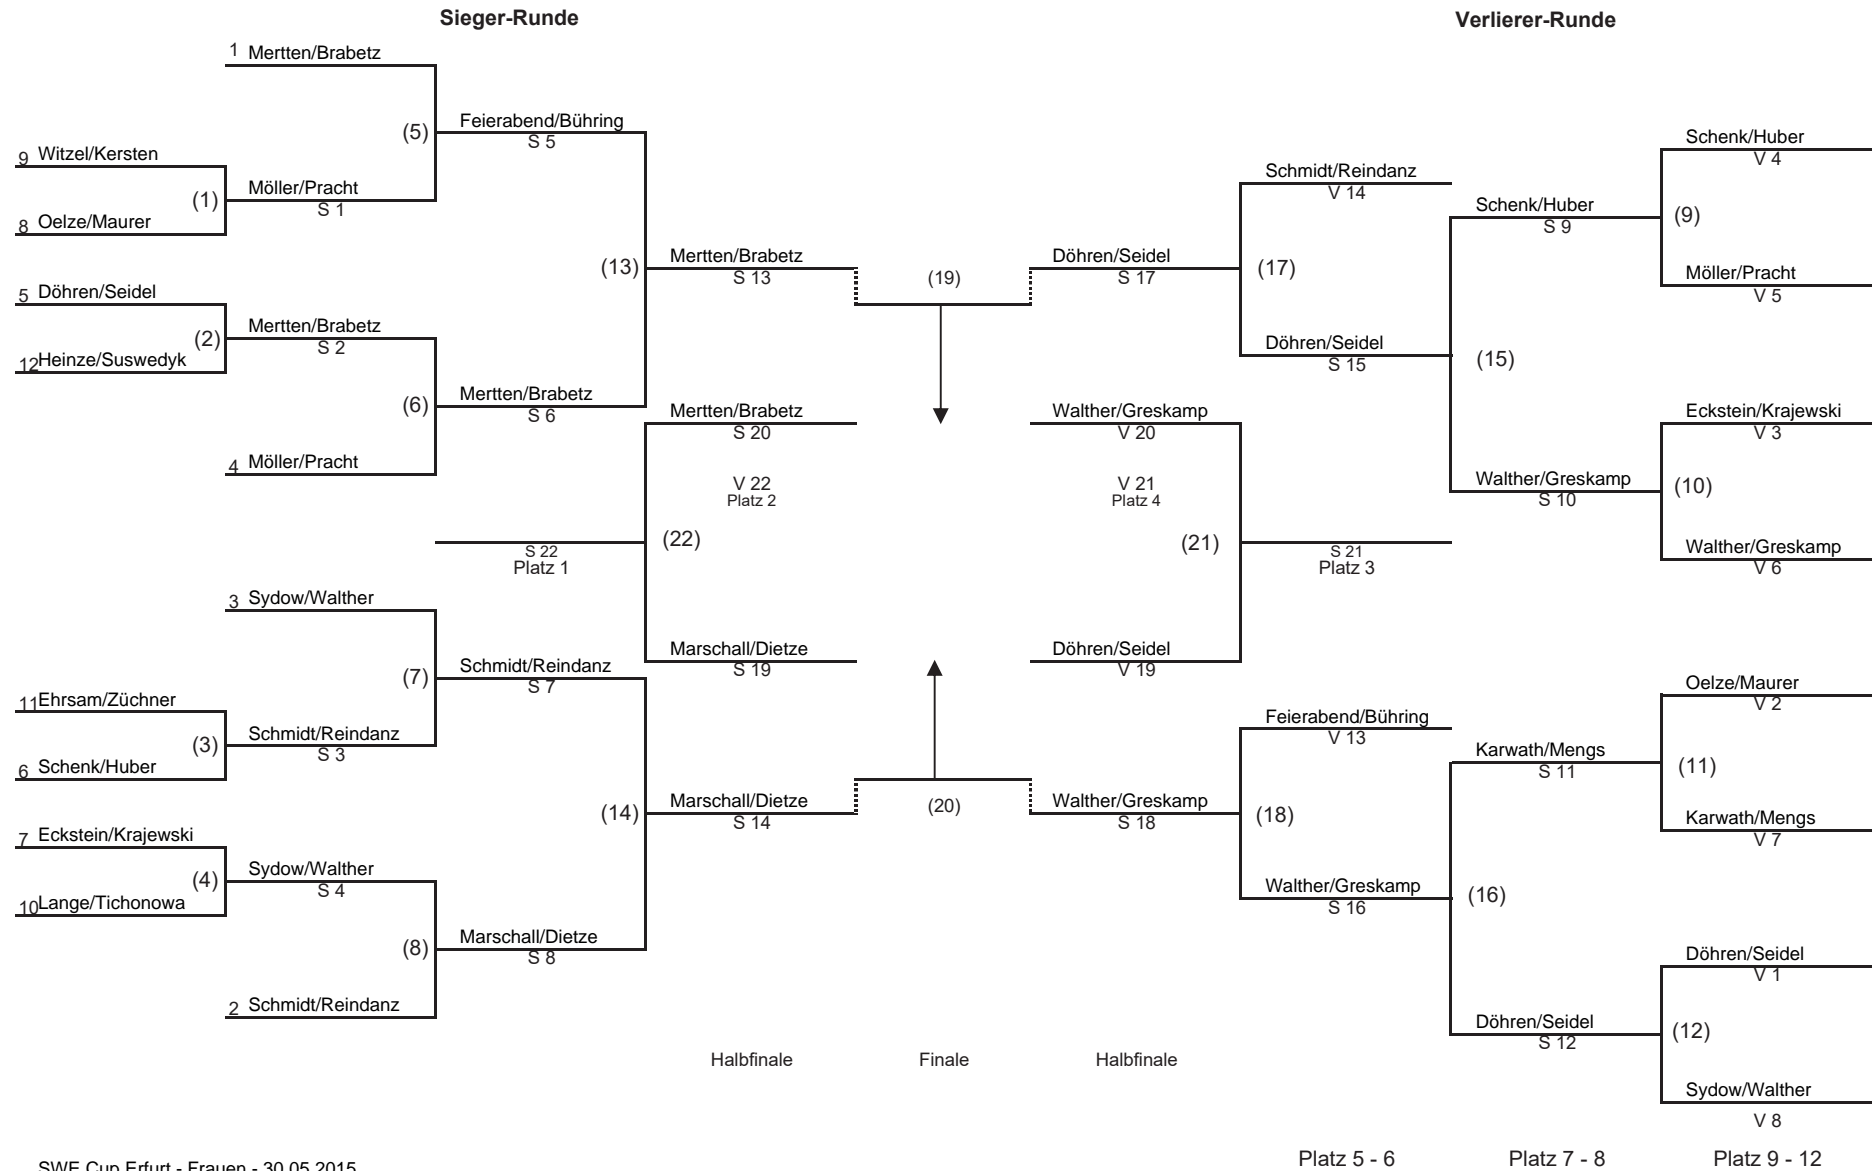 Sieger-Runde
Verlierer-Runde
1 Mertten/Brabetz
(5)
Feierabend/Bühring
S 5
9 Witzel/Kersten
(1)
Möller/Pracht
S 1
8 Oelze/Maurer
(13)
Mertten/Brabetz
S 13
5 Döhren/Seidel
(2)
Mertten/Brabetz
S 2
12 Heinze/Suswedyk
(6)
Mertten/Brabetz
S 6
4 Möller/Pracht
Mertten/Brabetz
S 20
V 22
Platz 2
(22)
S 22
Platz 1
3 Sydow/Walther
Marschall/Dietze
S 19
(7)
Schmidt/Reindanz
S 7
11 Ehrsam/Züchner
(3)
Schmidt/Reindanz
S 3
6 Schenk/Huber
(14)
Marschall/Dietze
S 14
7 Eckstein/Krajewski
(4)
Sydow/Walther
S 4
10 Lange/Tichonowa
(8)
Marschall/Dietze
S 8
2 Schmidt/Reindanz
(19)
(20)
Döhren/Seidel
S 17
(17)
Schmidt/Reindanz
V 14
Döhren/Seidel
S 15
(15)
Schenk/Huber
S 9
(9)
Schenk/Huber
V 4
Möller/Pracht
V 5
Walther/Greskamp
V 20
V 21
Platz 4
(21)
S 21
Platz 3
Walther/Greskamp
S 10
(10)
Eckstein/Krajewski
V 3
Walther/Greskamp
V 6
Döhren/Seidel
V 19
Feierabend/Bühring
V 13
Walther/Greskamp
S 18
(18)
Walther/Greskamp
S 16
(16)
Karwath/Mengs
S 11
(11)
Oelze/Maurer
V 2
Karwath/Mengs
V 7
Döhren/Seidel
S 12
(12)
Döhren/Seidel
V 1
Sydow/Walther
V 8
Halbfinale
Finale
Halbfinale
Platz 5 - 6
Platz 7 - 8
Platz 9 - 12
SWE Cup Erfurt - Frauen - 30.05.2015